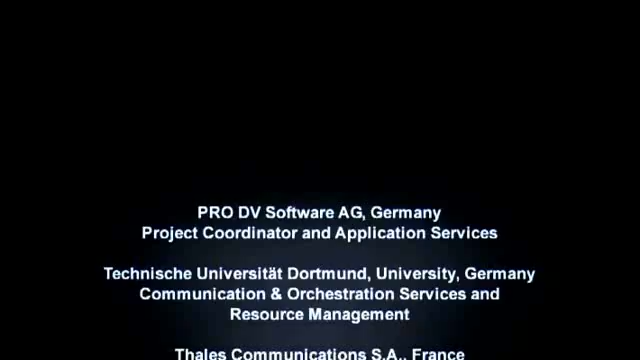 PRO DV Software AG, Germany
Project Coordinator and Application Services
Technische Universität Dortmund, University, Germany
Communication & Orchestration Services and
Resource Management
Thales Communications S.A., France